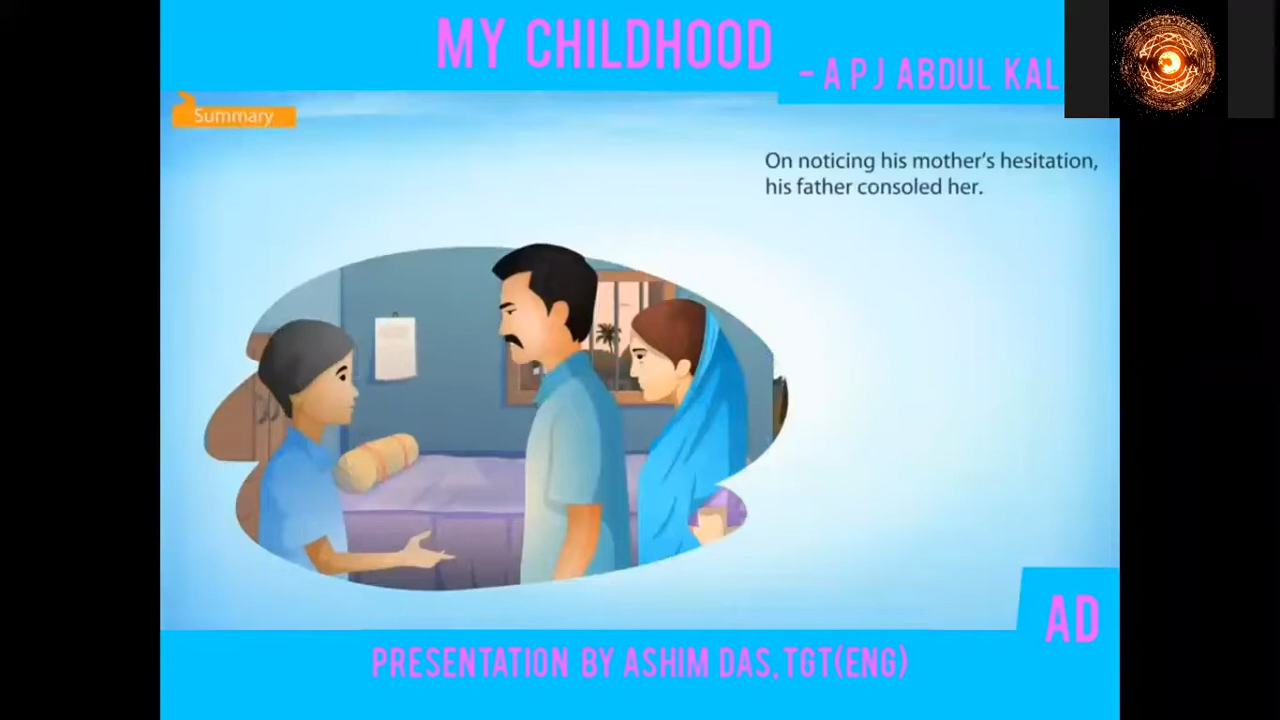 MY CHILDHOOD
- A P J ABDUL KAL
Summary
On noticing his mother's hesitation,
his father consoled her.
AD
PRESENTATION BY ASHIM DAS, TGT(ENG)